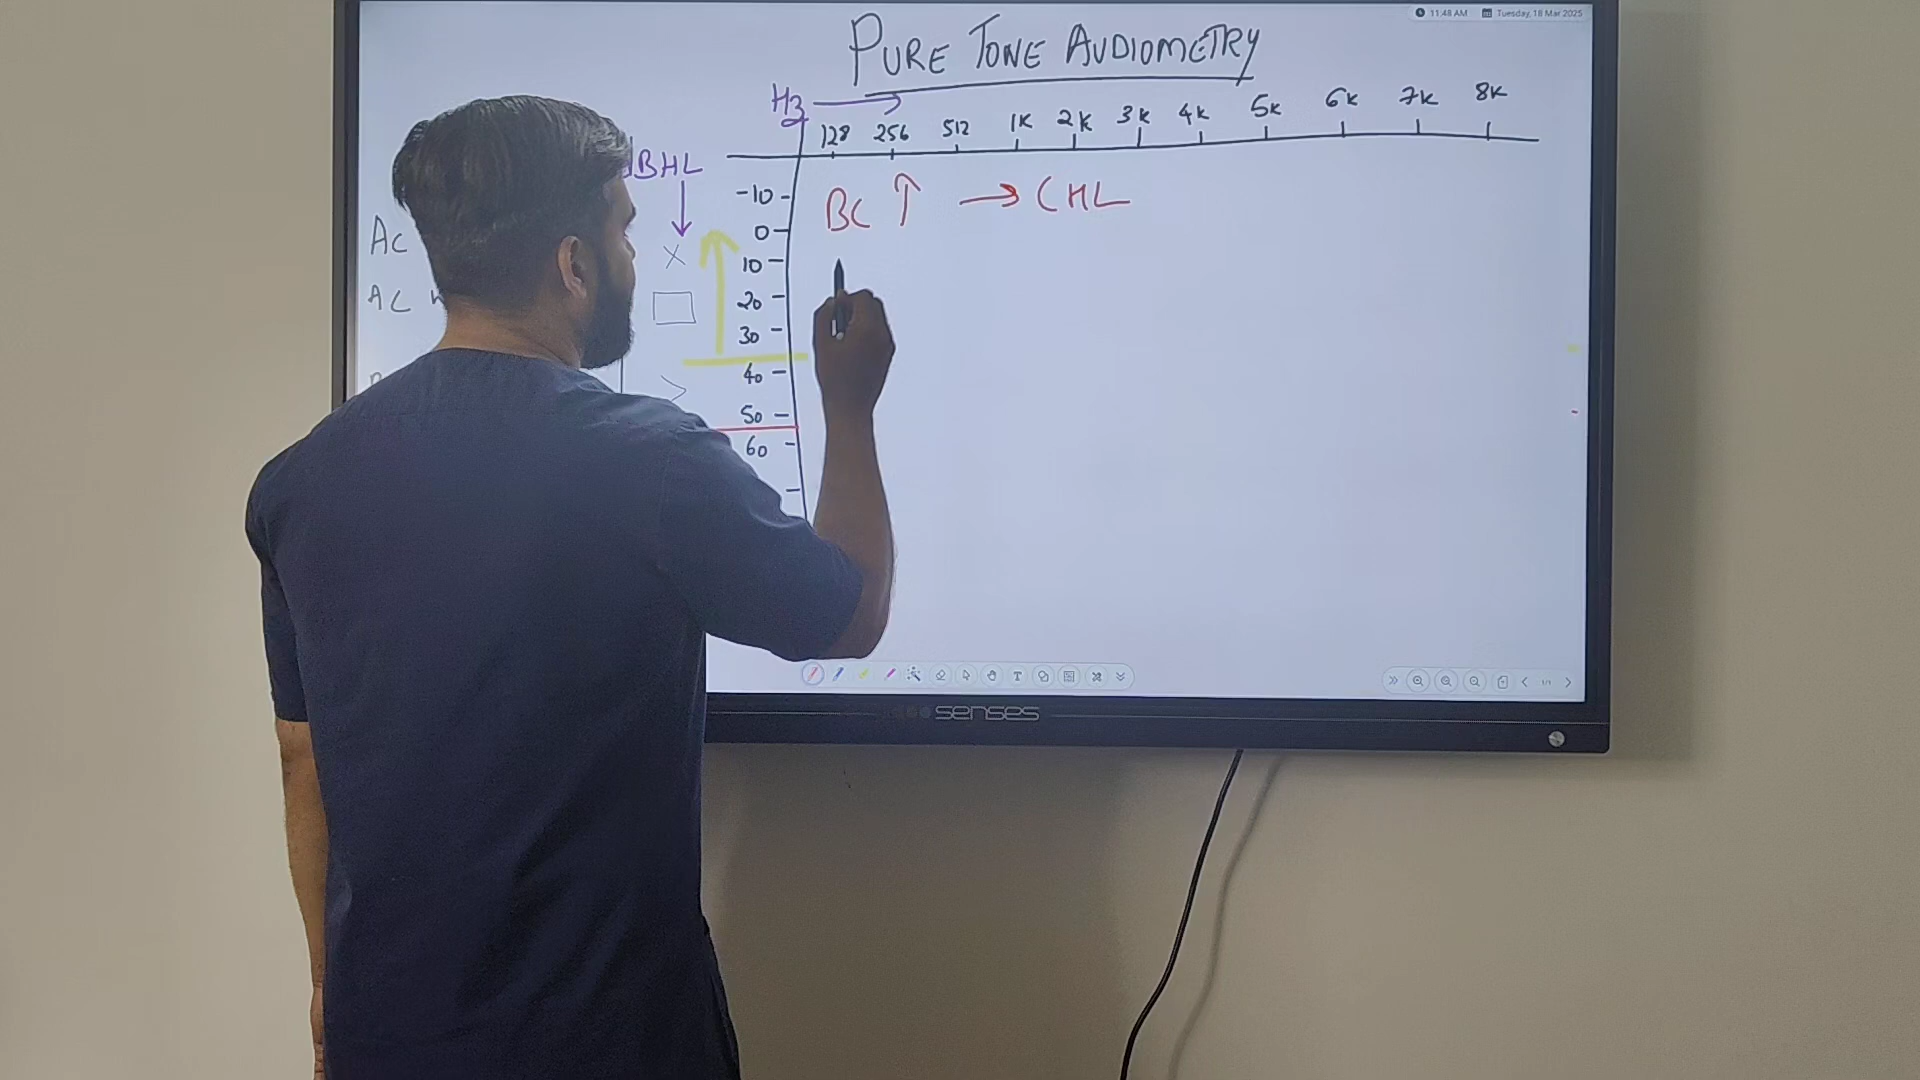 11:48 AM Tuesday, 18 Mar 2025
PURE TONE AUDIOMETRY
Hz
128 256 512 1K 2K 3K 4K 5K 6K 7K 8K
dBHL
-10
BC ↑ → CHL
0
AC
X
10
AC
20
30
40
>
50
60
senses